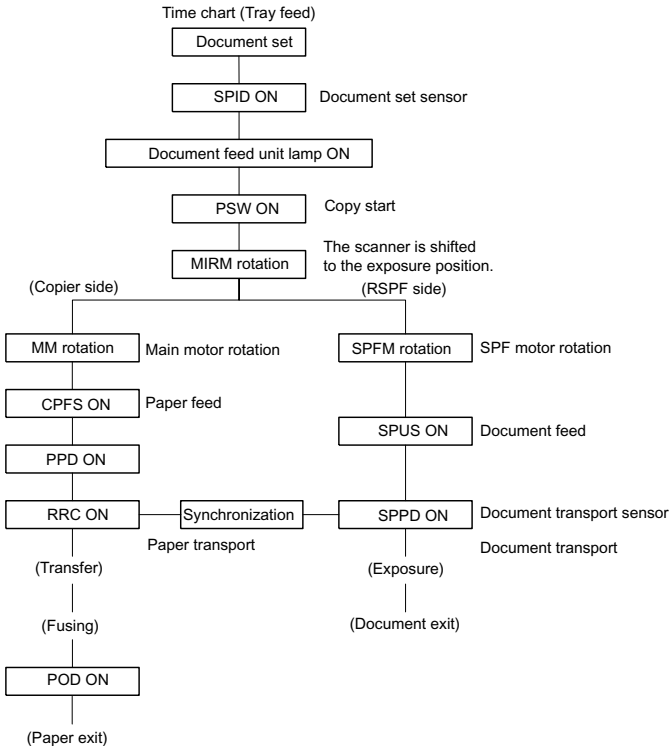 Time chart (Tray feed)
Document set
SPID ON
Document set sensor
Document feed unit lamp ON
PSW ON
Copy start
MIRM rotation
The scanner is shifted
to the exposure position.
(Copier side)
(RSPF side)
MM rotation
Main motor rotation
SPFM rotation
SPF motor rotation
CPFS ON
Paper feed
SPUS ON
Document feed
PPD ON
RRC ON
Synchronization
SPPD ON
Document transport sensor
Paper transport
Document transport
(Transfer)
(Exposure)
(Fusing)
(Document exit)
POD ON
(Paper exit)